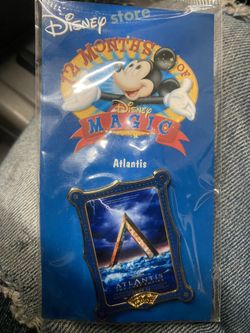 Disney store
12 MONTHS OF
Disney
MAGIC
Atlantis
ATLANTIS